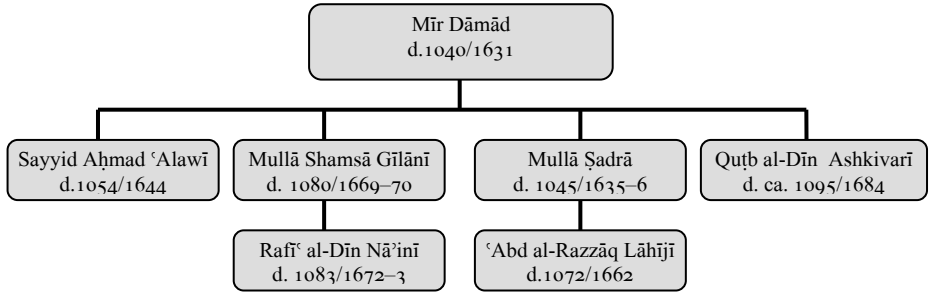 Mīr Dāmād
d.1040/1631
Sayyid Aḥmad ʿAlawī
d.1054/1644
Mullā Shamsā Gīlānī
d. 1080/1669–70
Mullā Ṣadrā
d. 1045/1635–6
Quṭb al-Dīn Ashkivarī
d. ca. 1095/1684
Rafīʿ al-Dīn Nāʾinī
d. 1083/1672–3
ʿAbd al-Razzāq Lāhījī
d.1072/1662